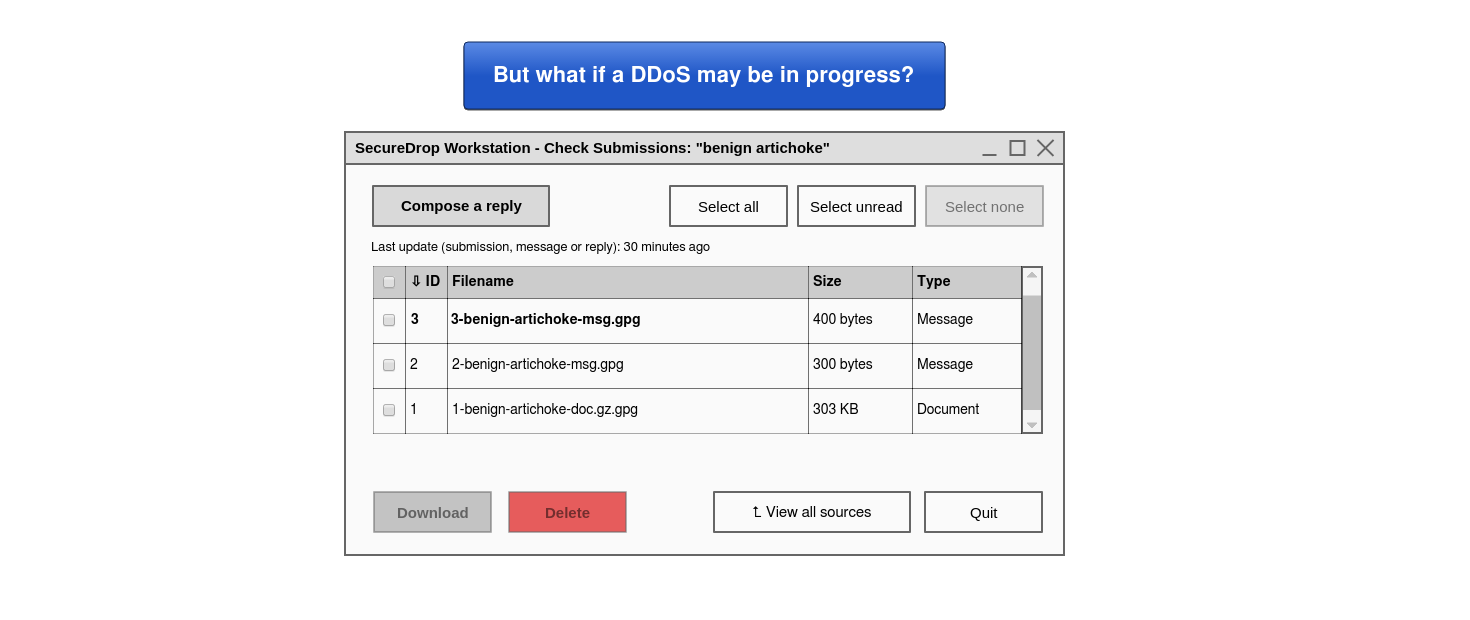 But what if a DDoS may be in progress?
SecureDrop Workstation - Check Submissions: "benign artichoke"
Compose a reply Select all Select unread Select none
Last update (submission, message or reply): 30 minutes ago
⇩ ID Filename Size Type
3 3-benign-artichoke-msg.gpg 400 bytes Message
2 2-benign-artichoke-msg.gpg 300 bytes Message
1 1-benign-artichoke-doc.gz.gpg 303 KB Document
Download Delete ⮤ View all sources Quit